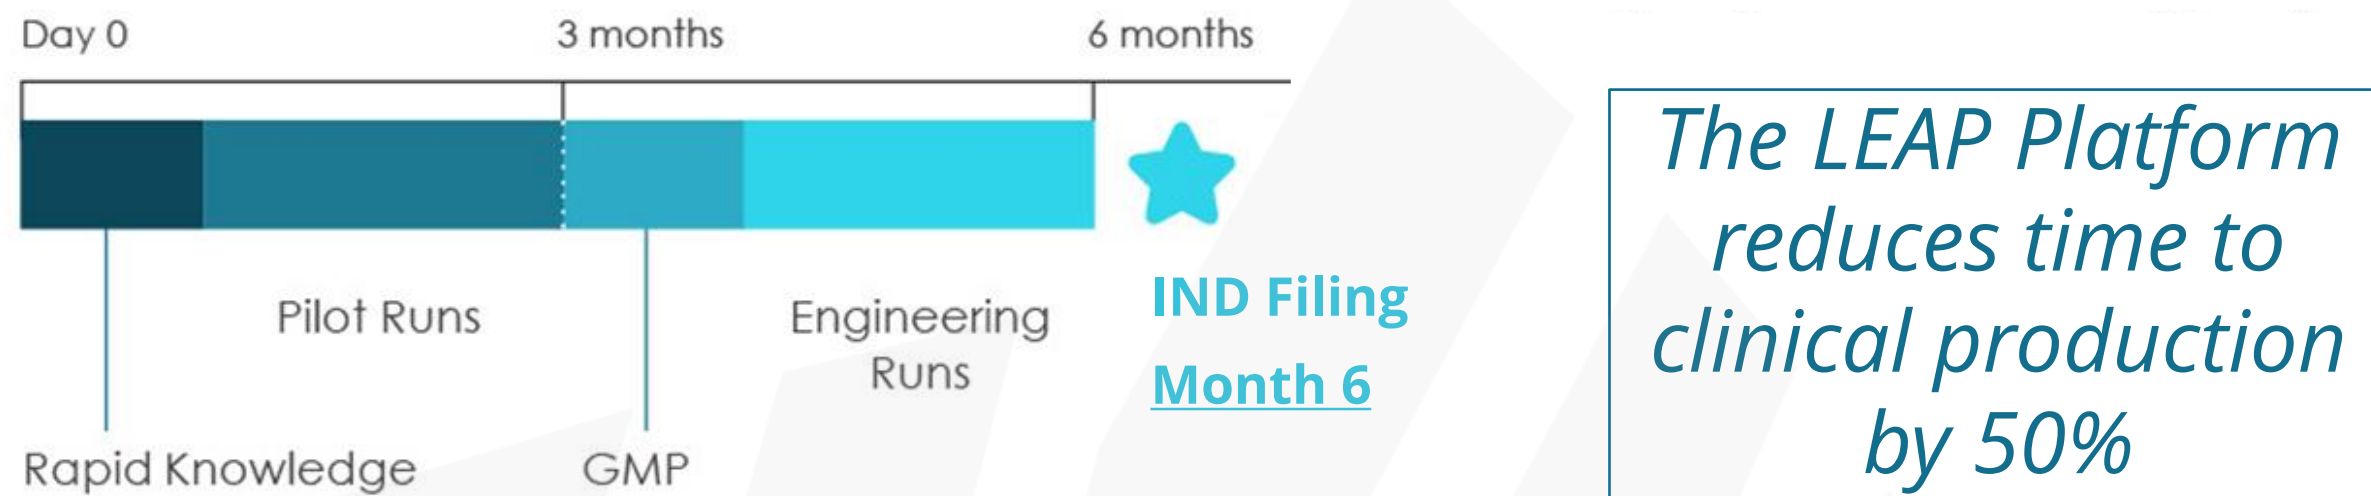 Day 0
3 months
6 months
Pilot Runs
Engineering
Runs
Rapid Knowledge
GMP
IND Filing
Month 6
The LEAP Platform
reduces time to
clinical production
by 50%